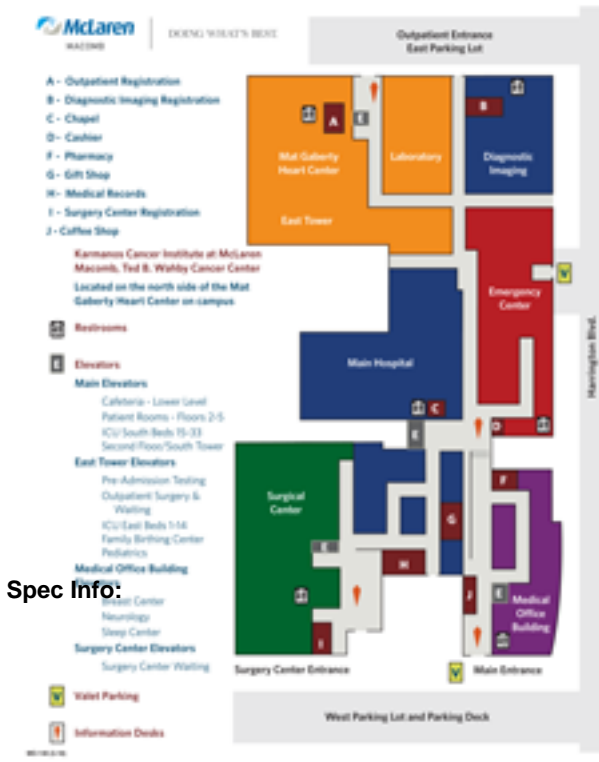 McLaren
MACOMB
DOING WHAT'S BEST.
Outpatient Entrance
East Parking Lot
A - Outpatient Registration
B - Diagnostic Imaging Registration
C - Chapel
D - Cashier
F - Pharmacy
G - Gift Shop
H - Medical Records
I - Surgery Center Registration
J - Coffee Shop
Karmanos Cancer Institute at McLaren
Macomb, Ted B. Wahby Cancer Center
Located on the north side of the Mat
Gaberty Heart Center on campus
Restrooms
E Elevators
Main Elevators
Cafeteria - Lower Level
Patient Rooms - Floors 2-5
ICU South Beds 15-33
Second Floor/South Tower
East Tower Elevators
Pre-Admission Testing
Outpatient Surgery &
Waiting
ICU East Beds 1-14
Family Birthing Center
Pediatrics
Medical Office Building
Spec Info:
Breast Center
Neurology
Sleep Center
Surgery Center Elevators
Surgery Center Waiting
V Valet Parking
Information Desks
A
E
B
Mat Gaberty
Heart Center
Laboratory
Diagnostic
Imaging
East Tower
Emergency
Center
V
Harrington Blvd.
Main Hospital
C
D
E
Surgical
Center
F
G
E
H
J
E
Medical
Office
Building
I
Surgery Center Entrance
V
Main Entrance
West Parking Lot and Parking Deck